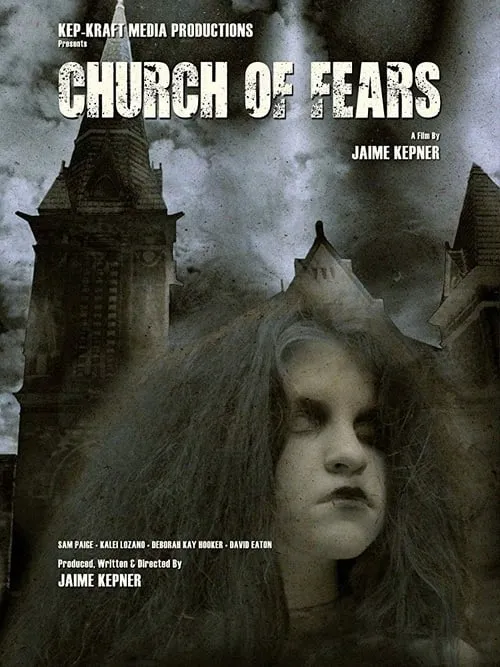 KEP-KRAFT MEDIA PRODUCTIONS
Presents
CHURCH OF FEARS
A Film By
JAIME KEPNER
SAM PAIGE - KALEI LOZANO - DEBORAH KAY HOOKER - DAVID EATON
Produced, Written & Directed By
JAIME KEPNER